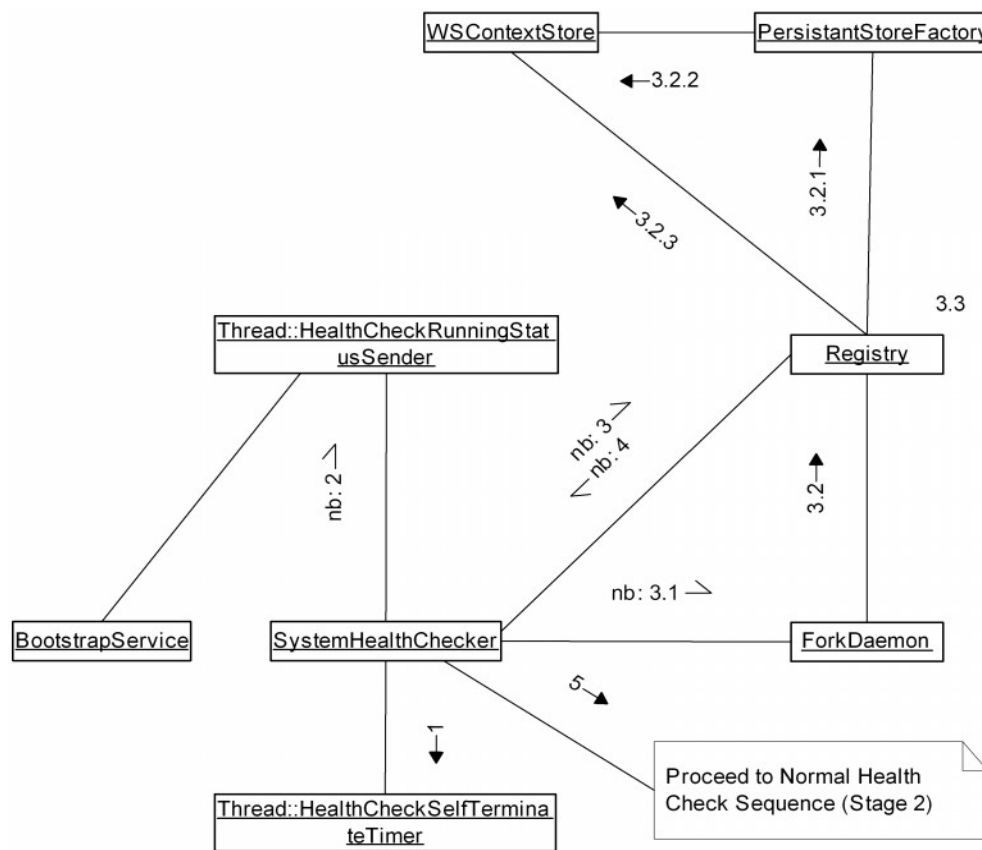 WSContextStore
PersistantStoreFactory
3.2.2
3.2.1
3.2.3
3.3
Thread::HealthCheckRunningStat
usSender
Registry
nb: 3
nb: 4
nb: 2
3.2
nb: 3.1
BootstrapService
SystemHealthChecker
ForkDaemon
5
1
Proceed to Normal Health
Check Sequence (Stage 2)
Thread::HealthCheckSelfTermina
teTimer